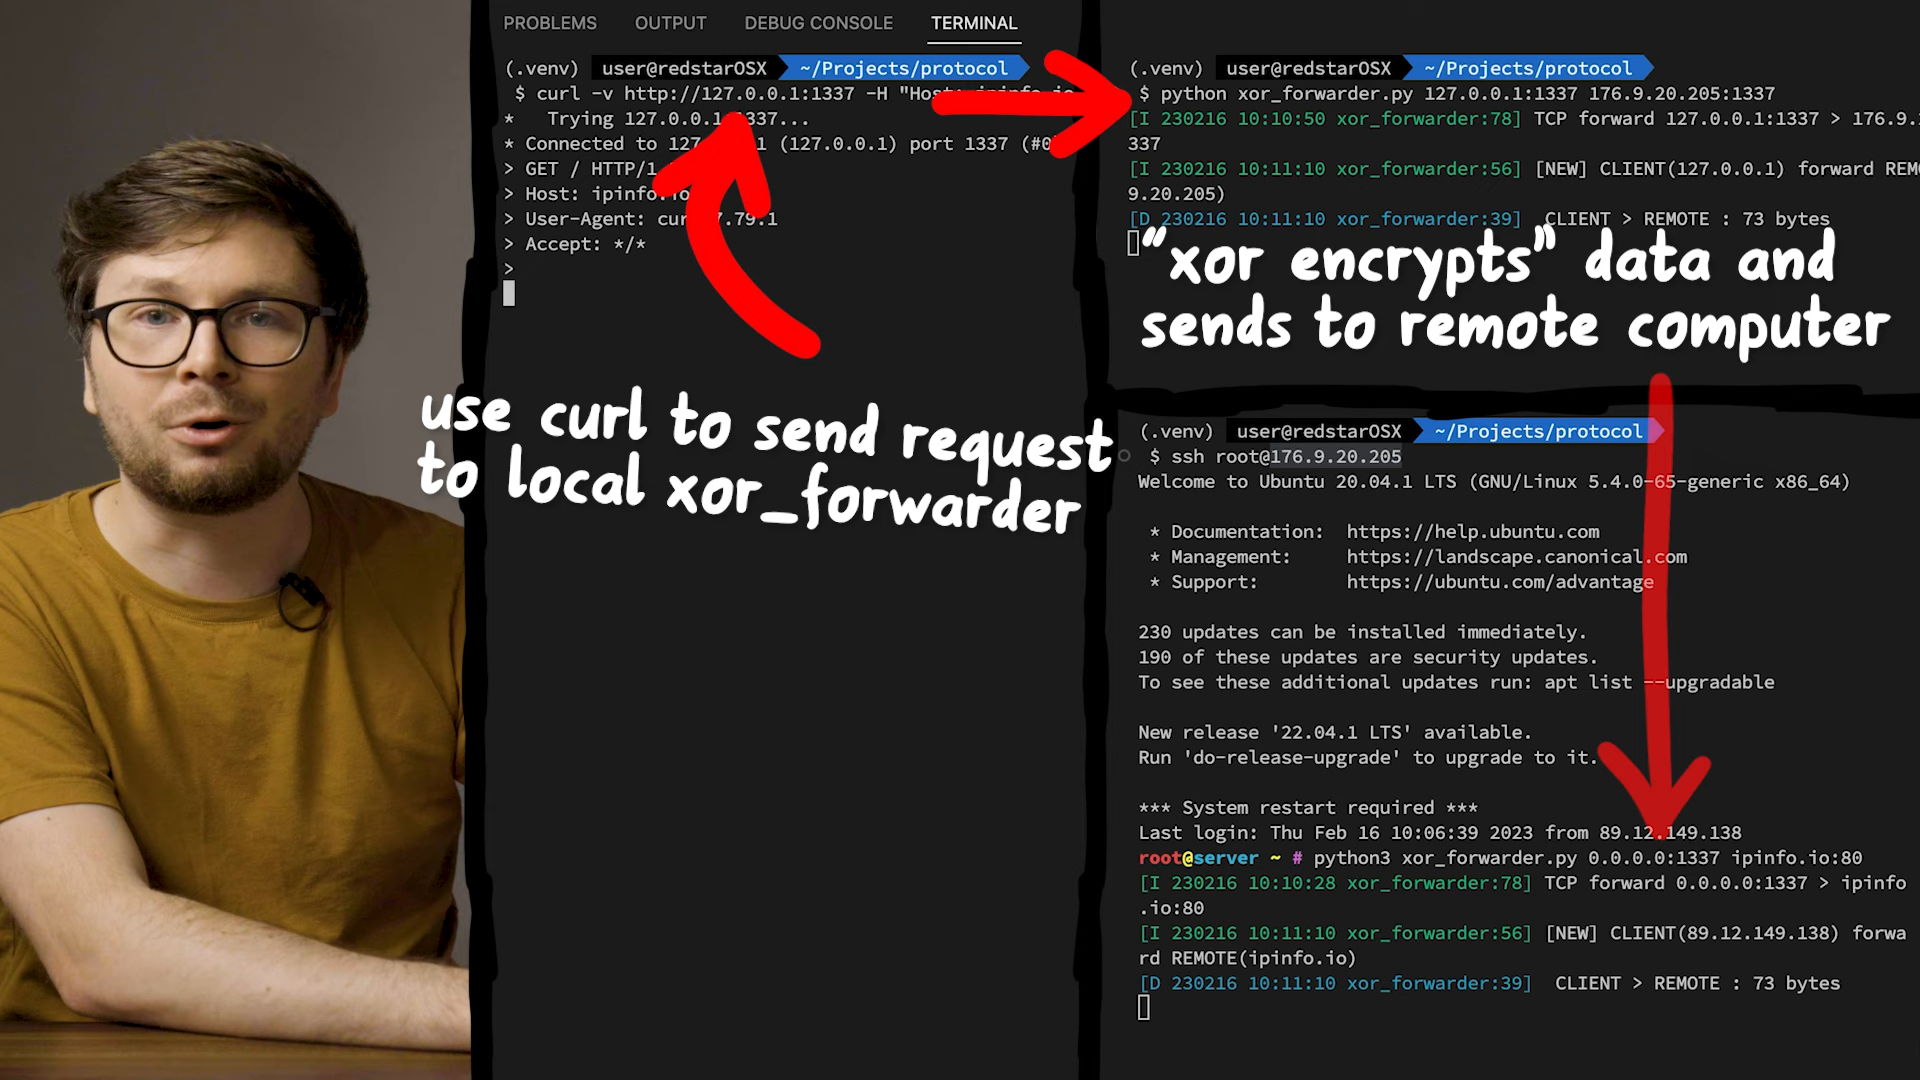 PROBLEMS OUTPUT DEBUG CONSOLE TERMINAL
(.venv) user@redstarOSX ~/Projects/protocol
$ curl -v http://127.0.0.1:1337 -H "Host: ipinfo.io
* Trying 127.0.0.1:1337...
* Connected to 127.0.0.1 (127.0.0.1) port 1337 (#0)
> GET / HTTP/1
> Host: ipinfo.io
> User-Agent: curl/7.79.1
> Accept: */*
>
use curl to send request
to local xor_forwarder
(.venv) user@redstarOSX ~/Projects/protocol
$ python xor_forwarder.py 127.0.0.1:1337 176.9.20.205:1337
[I 230216 10:10:50 xor_forwarder:78] TCP forward 127.0.0.1:1337 > 176.9.
337
[I 230216 10:11:10 xor_forwarder:56] [NEW] CLIENT(127.0.0.1) forward REM
9.20.205)
[D 230216 10:11:10 xor_forwarder:39] CLIENT > REMOTE : 73 bytes
"xor encrypts" data and
sends to remote computer
(.venv) user@redstarOSX ~/Projects/protocol
$ ssh root@176.9.20.205
Welcome to Ubuntu 20.04.1 LTS (GNU/Linux 5.4.0-65-generic x86_64)
* Documentation: https://help.ubuntu.com
* Management: https://landscape.canonical.com
* Support: https://ubuntu.com/advantage
230 updates can be installed immediately.
190 of these updates are security updates.
To see these additional updates run: apt list --upgradable
New release '22.04.1 LTS' available.
Run 'do-release-upgrade' to upgrade to it.
*** System restart required ***
Last login: Thu Feb 16 10:06:39 2023 from 89.12.149.138
root@server ~ # python3 xor_forwarder.py 0.0.0.0:1337 ipinfo.io:80
[I 230216 10:10:28 xor_forwarder:78] TCP forward 0.0.0.0:1337 > ipinfo
.io:80
[I 230216 10:11:10 xor_forwarder:56] [NEW] CLIENT(89.12.149.138) forwa
rd REMOTE(ipinfo.io)
[D 230216 10:11:10 xor_forwarder:39] CLIENT > REMOTE : 73 bytes